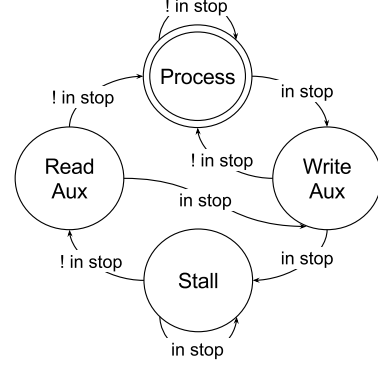 ! in stop
Process
! in stop
in stop
! in stop
Read
Aux
Write
Aux
in stop
! in stop
in stop
Stall
in stop